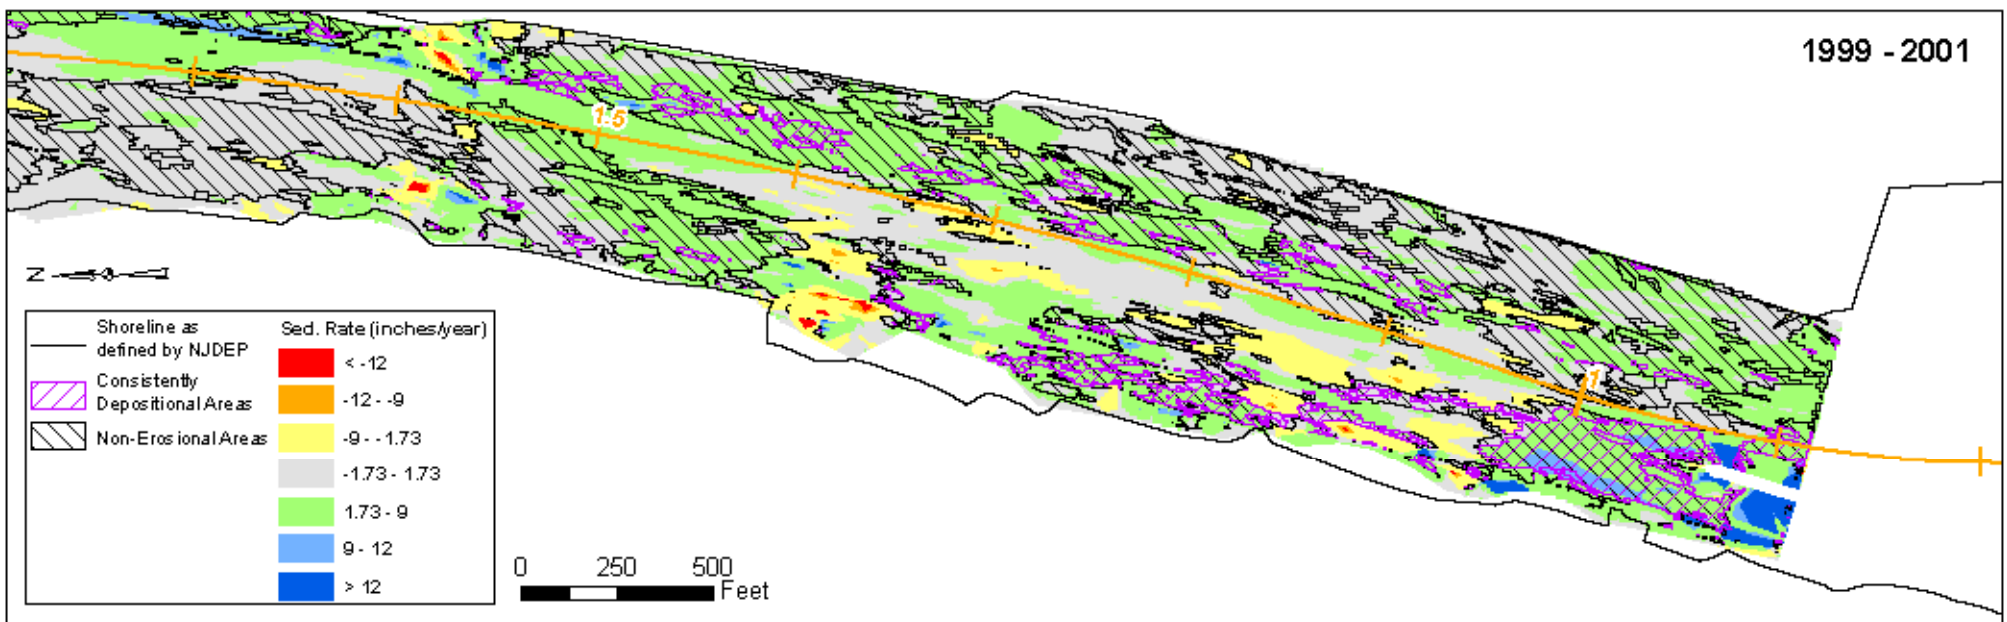 1999 - 2001
1.5
1
Z
Shoreline as
defined by NJDEP
Consistently
Depositional Areas
Non-Erosional Areas
Sed. Rate (inches/year)
< -12
-12 - -9
-9 - -1.73
-1.73 - 1.73
1.73 - 9
9 - 12
> 12
0 250 500
Feet